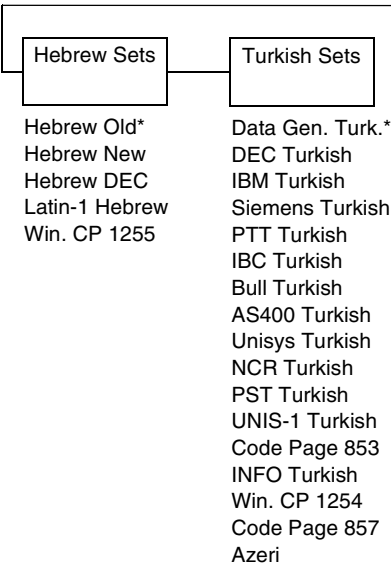 Hebrew Sets
Hebrew Old*
Hebrew New
Hebrew DEC
Latin-1 Hebrew
Win. CP 1255
Turkish Sets
Data Gen. Turk.*
DEC Turkish
IBM Turkish
Siemens Turkish
PTT Turkish
IBC Turkish
Bull Turkish
AS400 Turkish
Unisys Turkish
NCR Turkish
PST Turkish
UNIS-1 Turkish
Code Page 853
INFO Turkish
Win. CP 1254
Code Page 857
Azeri